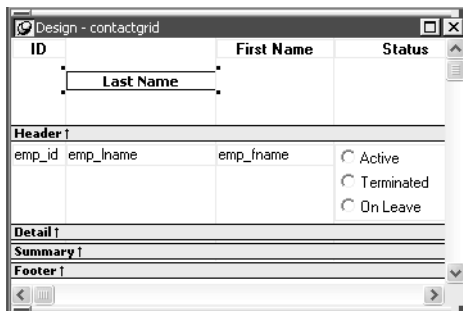 Design - contactgrid
ID First Name Status
Last Name
Header ↑
emp_id emp_lname emp_fname Active
Terminated
On Leave
Detail ↑
Summary ↑
Footer ↑